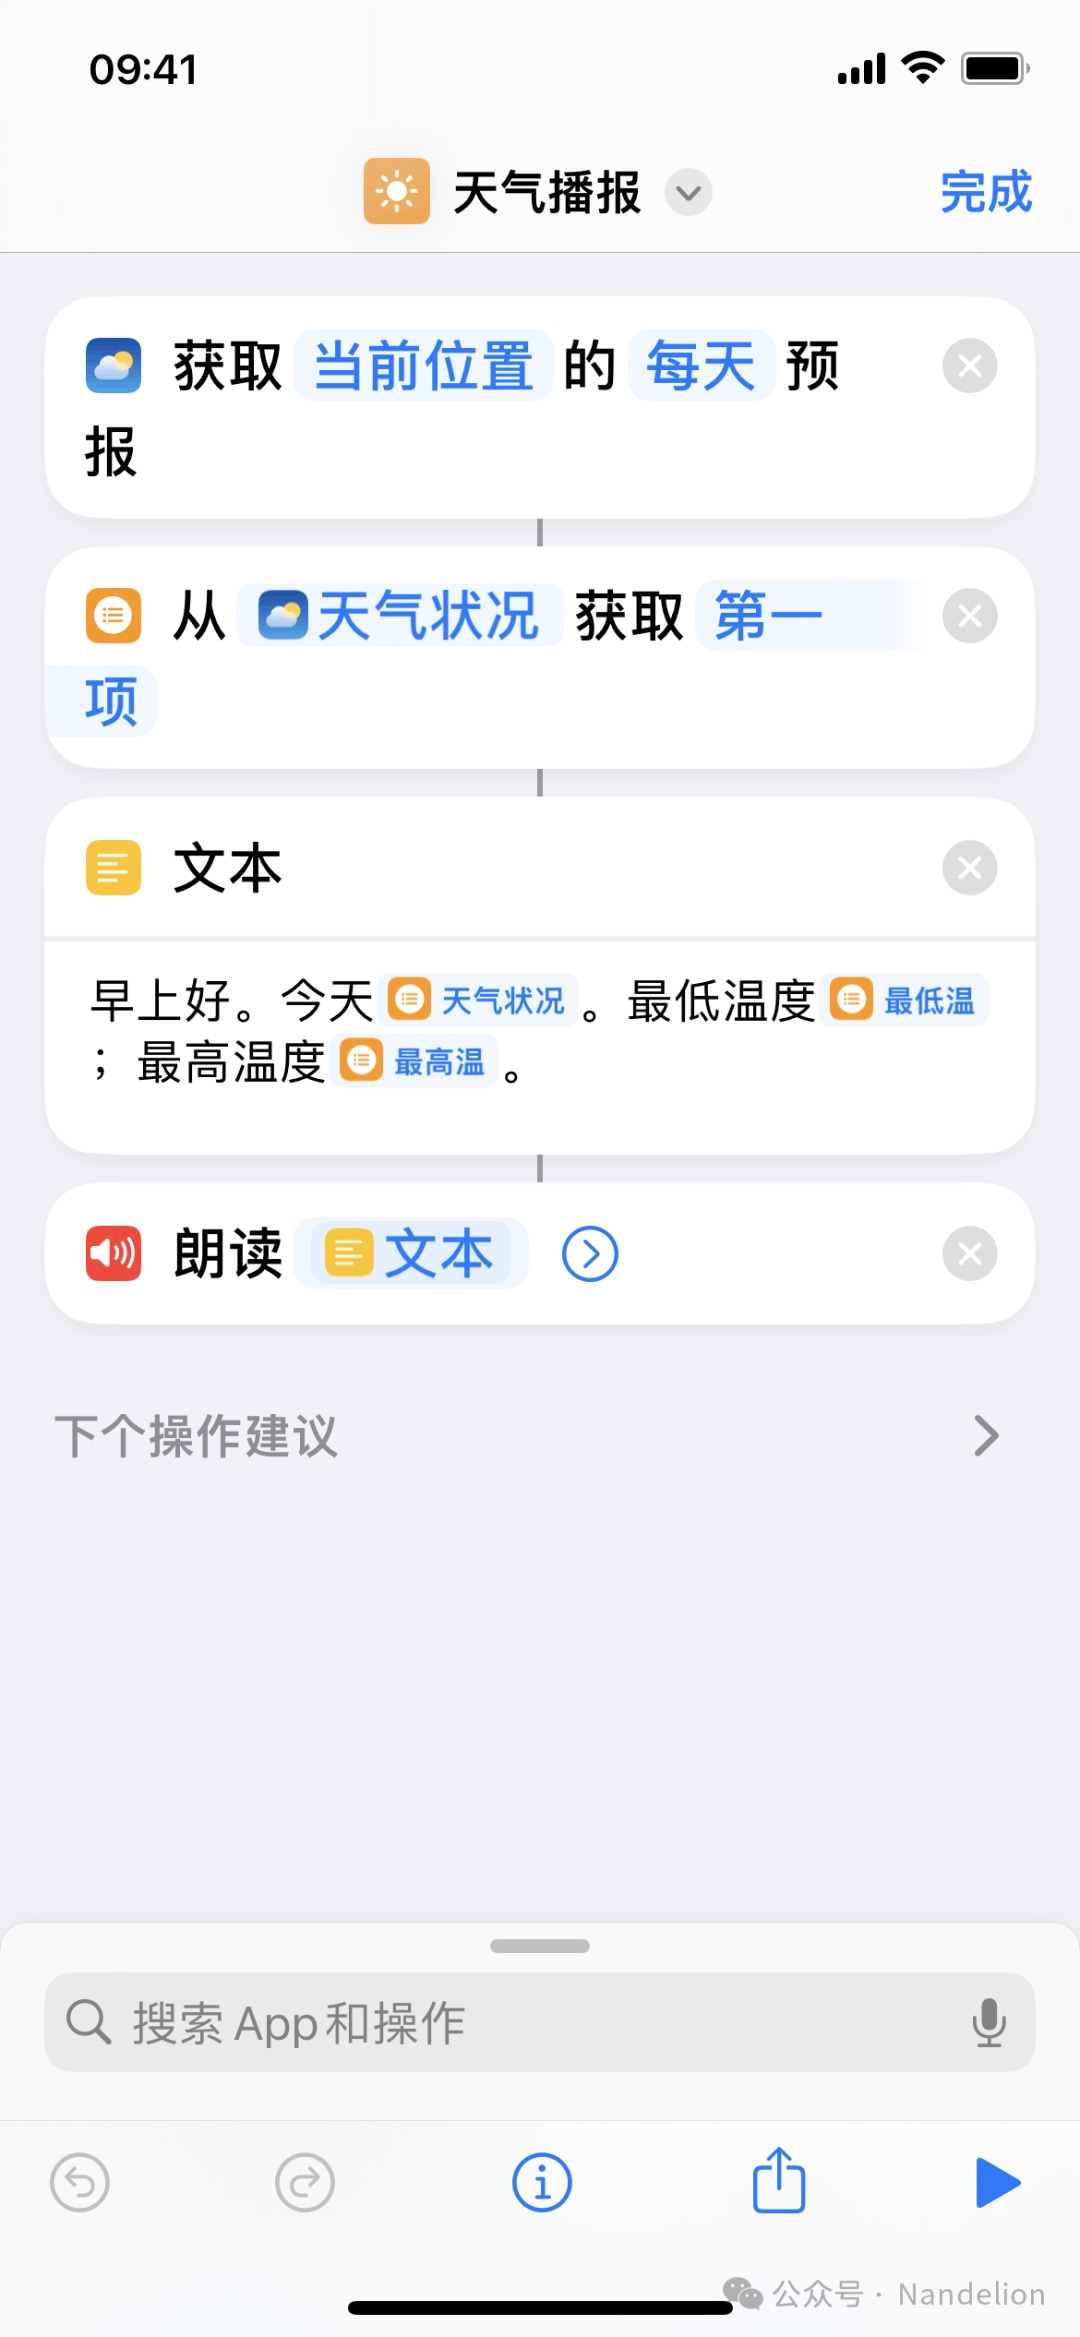 09:41
天气播报
完成
获取 当前位置 的 每天 预
报
从 天气状况 获取 第一
项
文本
早上好。今天 天气状况 。最低温度 最低温
；最高温度 最高温 。
朗读 文本
下个操作建议
搜索 App 和操作
公众号 · Nandelion